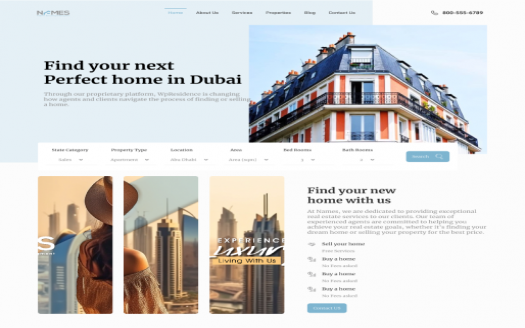 NAMES
Home
About Us
Services
Properties
Blog
Contact Us
800-555-6789
Find your next
Perfect home in Dubai
Through our proprietary platform, WpResidence is changing
how agents and clients navigate the process of finding or selling
a home.
State Category
Property Type
Location
Area
Bed Rooms
Bath Rooms
Sales
Apartment
Abu Dhabi
Area (sqm)
Search
S
EXPERIENCE
Luxury
Living With Us
Find your new
home with us
At Names, we are dedicated to providing exceptional
real estate services to our clients. Our team of
experienced agents are committed to helping you
achieve your real estate goals, whether it's finding your
dream home or selling your property for the best price.
Sell your home
Free Services
Buy a home
No Fees asked
Buy a home
No Fees asked
Buy a home
No Fees asked
Contact Us